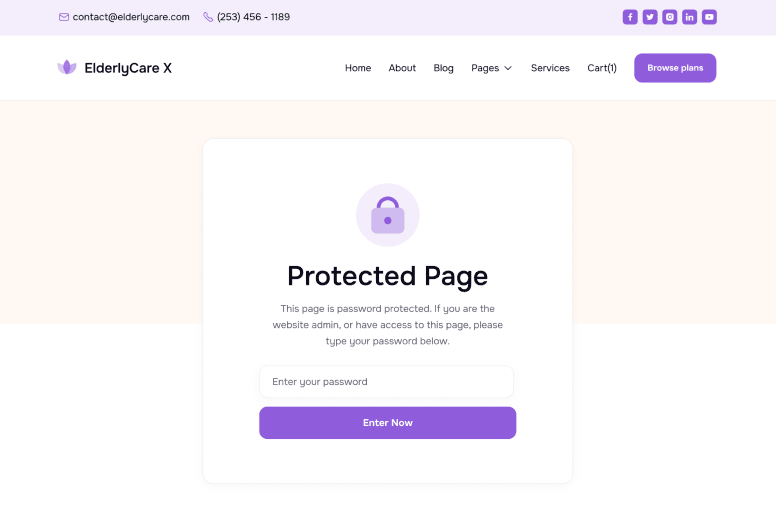 contact@elderlycare.com (253) 456 - 1189
ElderlyCare X Home About Blog Pages Services Cart(1) Browse plans
Protected Page
This page is password protected. If you are the
website admin, or have access to this page, please
type your password below.
Enter your password
Enter Now